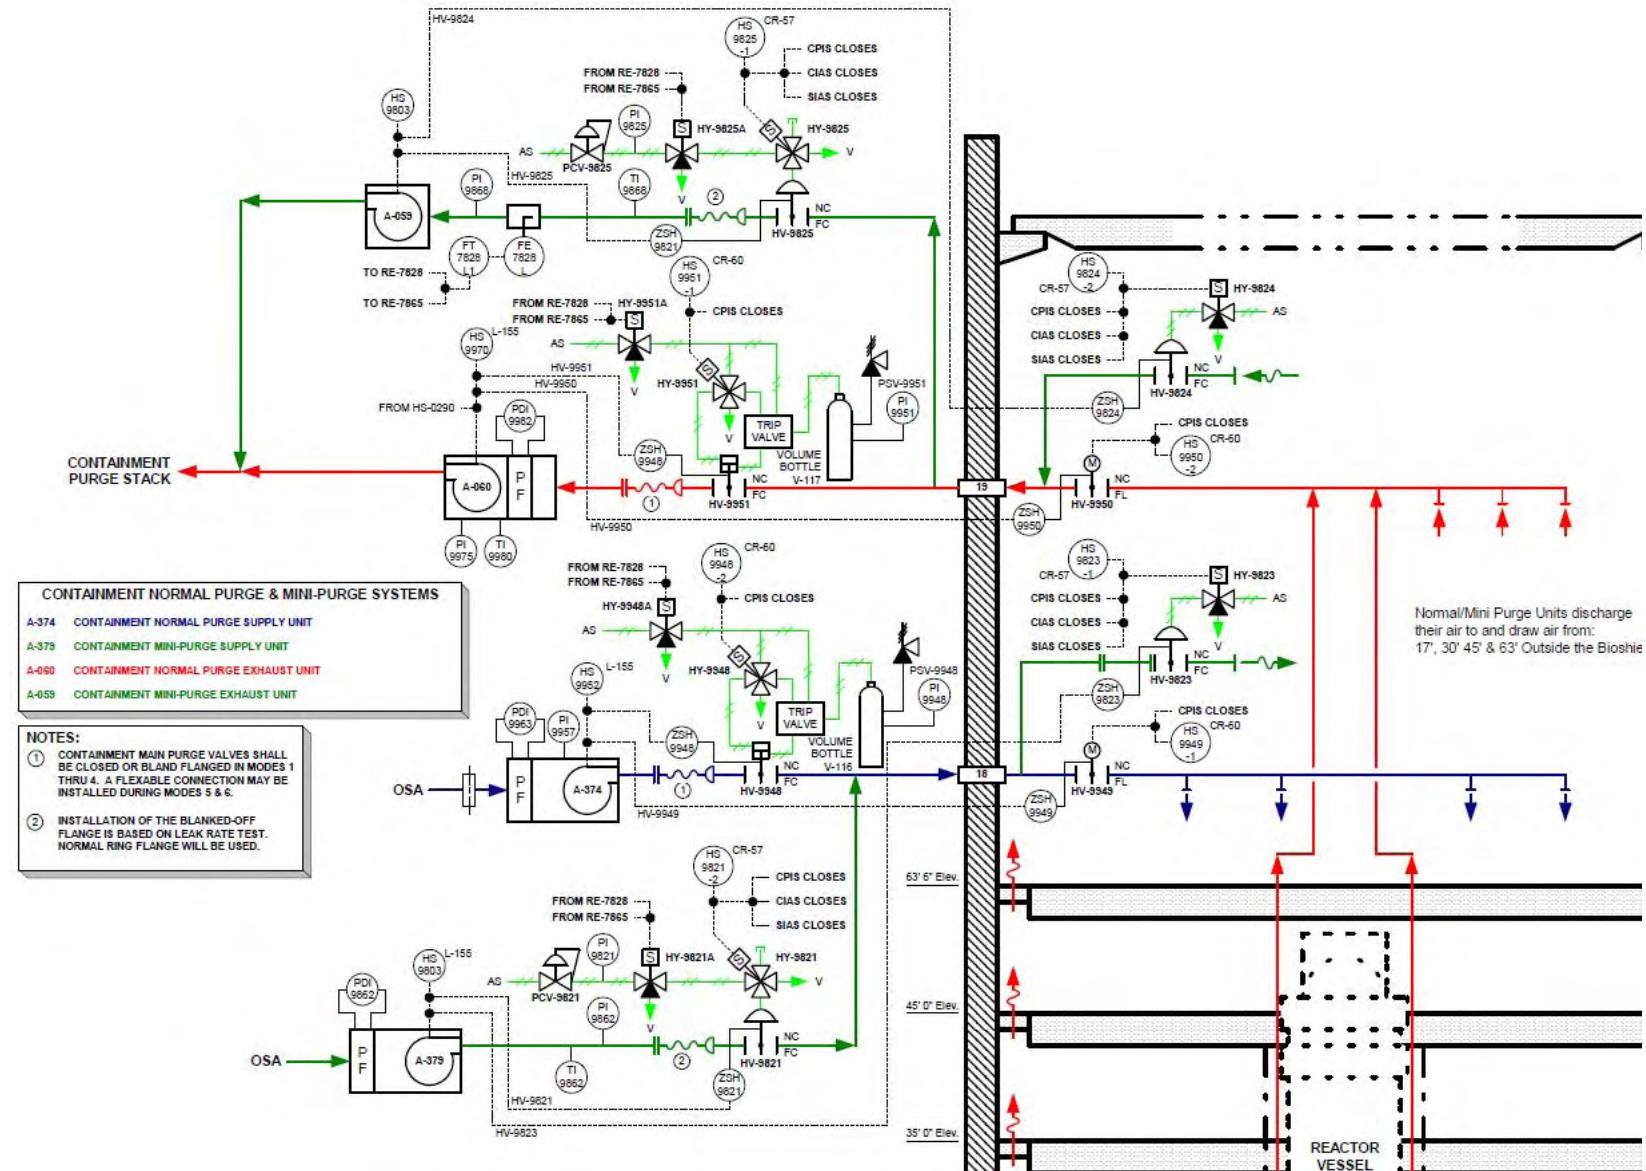 HV-9824
HS
9825
-1
CR-57
CPIS CLOSES
CIAS CLOSES
SIAS CLOSES
FROM RE-7828
FROM RE-7865
HS
9803
PI
9825
S
HY-9825A
S
HY-9825
AS
PCV-9825
V
V
HV-9825
PI
9868
TI
9868
2
A-059
NC
FC
HV-9825
ZSH
9821
FT
7828
L1
FE
7828
L
TO RE-7828
TO RE-7865
HS
9951
-1
CR-60
CPIS CLOSES
FROM RE-7828
FROM RE-7865
HY-9951A
S
HS
9970
L-155
AS
HV-9951
HV-9950
V
HY-9951
S
V
FROM HS-0290
PDI
9982
TRIP
VALVE
VOLUME
BOTTLE
V-117
PSV-9951
PI
9951
ZSH
9948
CONTAINMENT
PURGE STACK
A-060
P
F
1
NC
FC
HV-9951
HV-9950
PI
9975
TI
9980
19
HS
9824
-2
CR-57
CPIS CLOSES
CIAS CLOSES
SIAS CLOSES
S
HY-9824
AS
V
NC
FC
HV-9824
ZSH
9824
CPIS CLOSES
CR-60
HS
9950
-2
M
NC
FL
HV-9950
ZSH
9950
CONTAINMENT NORMAL PURGE & MINI-PURGE SYSTEMS
A-374 CONTAINMENT NORMAL PURGE SUPPLY UNIT
A-379 CONTAINMENT MINI-PURGE SUPPLY UNIT
A-060 CONTAINMENT NORMAL PURGE EXHAUST UNIT
A-059 CONTAINMENT MINI-PURGE EXHAUST UNIT
NOTES:
1 CONTAINMENT MAIN PURGE VALVES SHALL
BE CLOSED OR BLAND FLANGED IN MODES 1
THRU 4. A FLEXABLE CONNECTION MAY BE
INSTALLED DURING MODES 5 & 6.
2 INSTALLATION OF THE BLANKED-OFF
FLANGE IS BASED ON LEAK RATE TEST.
NORMAL RING FLANGE WILL BE USED.
HS
9948
-2
CR-60
CPIS CLOSES
FROM RE-7828
FROM RE-7865
HY-9948A
S
AS
V
HY-9948
S
V
HS
9952
L-155
TRIP
VALVE
VOLUME
BOTTLE
V-116
PSV-9948
PI
9948
PDI
9963
PI
9957
ZSH
9948
OSA
P
F
A-374
1
NC
FC
HV-9948
HV-9949
18
HS
9823
-1
CR-57
CPIS CLOSES
CIAS CLOSES
SIAS CLOSES
S
HY-9823
AS
V
NC
FC
HV-9823
ZSH
9823
CPIS CLOSES
CR-60
HS
9949
-1
M
NC
FL
HV-9949
ZSH
9949
Normal/Mini Purge Units discharge
their air to and draw air from:
17', 30' 45' & 63' Outside the Bioshie
HS
9821
-2
CR-57
CPIS CLOSES
CIAS CLOSES
SIAS CLOSES
FROM RE-7828
FROM RE-7865
HS
9803
L-155
PI
9821
S
HY-9821A
S
HY-9821
AS
PCV-9821
V
V
PDI
9862
PI
9862
OSA
P
F
A-379
TI
9862
2
NC
FC
HV-9821
ZSH
9821
HV-9821
HV-9823
63' 6" Elev.
45' 0" Elev.
35' 0" Elev.
REACTOR
VESSEL